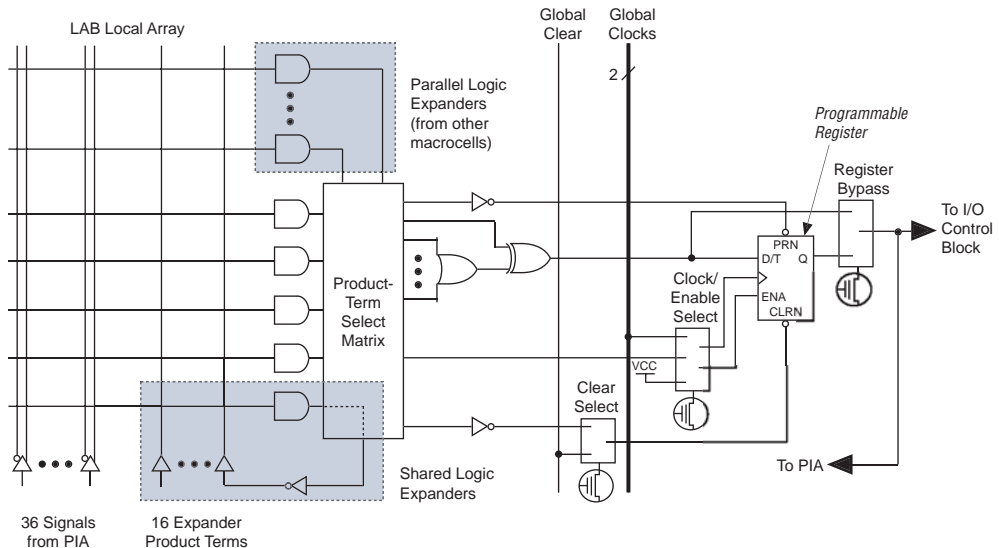 LAB Local Array
Global
Clear
Global
Clocks
2
Parallel Logic
Expanders
(from other
macrocells)
Programmable
Register
Register
Bypass
To I/O
Control
Block
PRN
D/T
Q
ENA
CLRN
Clock/
Enable
Select
Product-
Term
Select
Matrix
VCC
Clear
Select
To PIA
Shared Logic
Expanders
36 Signals
from PIA
16 Expander
Product Terms